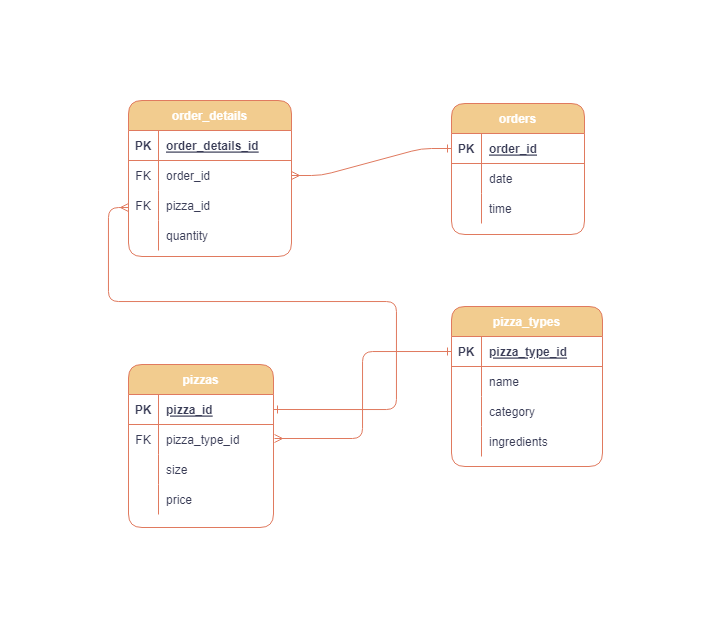 order_details
PK order_details_id
FK order_id
FK pizza_id
quantity
orders
PK order_id
date
time
pizzas
PK pizza_id
FK pizza_type_id
size
price
pizza_types
PK pizza_type_id
name
category
ingredients